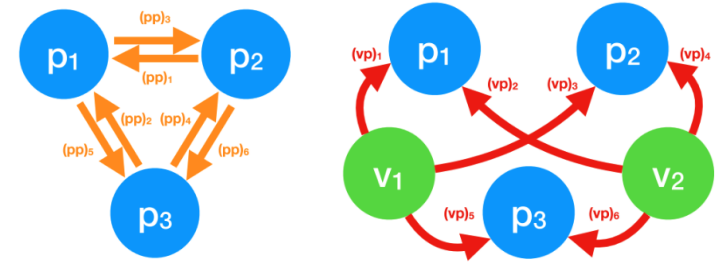 (pp)₃
p₁
p₂
(pp)₁
(pp)₂
(pp)₄
(pp)₅
(pp)₆
p₃
p₁
p₂
(vp)₁
(vp)₄
(vp)₂
(vp)₃
v₁
v₂
(vp)₅
p₃
(vp)₆